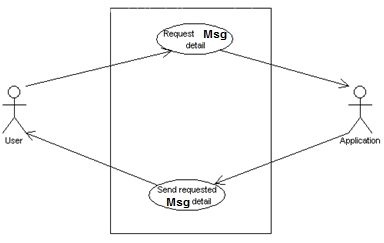 Request Msg
detail
User
Application
Send requested
Msg detail